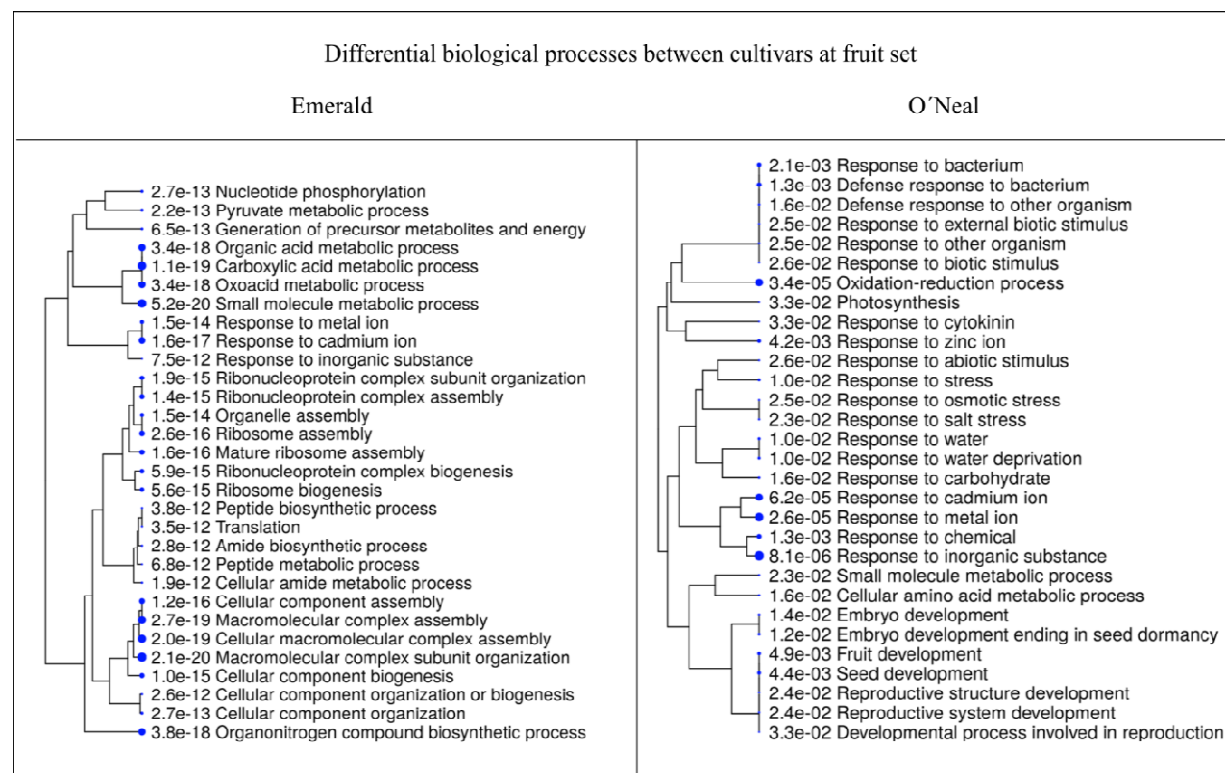 Differential biological processes between cultivars at fruit set
Emerald
O´Neal
2.7e-13 Nucleotide phosphorylation
2.2e-13 Pyruvate metabolic process
6.5e-13 Generation of precursor metabolites and energy
3.4e-18 Organic acid metabolic process
1.1e-19 Carboxylic acid metabolic process
3.4e-18 Oxoacid metabolic process
5.2e-20 Small molecule metabolic process
1.5e-14 Response to metal ion
1.6e-17 Response to cadmium ion
7.5e-12 Response to inorganic substance
1.9e-15 Ribonucleoprotein complex subunit organization
1.4e-15 Ribonucleoprotein complex assembly
1.5e-14 Organelle assembly
2.6e-16 Ribosome assembly
1.6e-16 Mature ribosome assembly
5.9e-15 Ribonucleoprotein complex biogenesis
5.6e-15 Ribosome biogenesis
3.8e-12 Peptide biosynthetic process
3.5e-12 Translation
2.8e-12 Amide biosynthetic process
6.8e-12 Peptide metabolic process
1.9e-12 Cellular amide metabolic process
1.2e-16 Cellular component assembly
2.7e-19 Macromolecular complex assembly
2.0e-19 Cellular macromolecular complex assembly
2.1e-20 Macromolecular complex subunit organization
1.0e-15 Cellular component biogenesis
2.6e-12 Cellular component organization or biogenesis
2.7e-13 Cellular component organization
3.8e-18 Organonitrogen compound biosynthetic process
2.1e-03 Response to bacterium
1.3e-03 Defense response to bacterium
1.6e-02 Defense response to other organism
2.5e-02 Response to external biotic stimulus
2.5e-02 Response to other organism
2.6e-02 Response to biotic stimulus
3.4e-05 Oxidation-reduction process
3.3e-02 Photosynthesis
3.3e-02 Response to cytokinin
4.2e-03 Response to zinc ion
2.6e-02 Response to abiotic stimulus
1.0e-02 Response to stress
2.5e-02 Response to osmotic stress
2.3e-02 Response to salt stress
1.0e-02 Response to water
1.0e-02 Response to water deprivation
1.6e-02 Response to carbohydrate
6.2e-05 Response to cadmium ion
2.6e-05 Response to metal ion
1.3e-03 Response to chemical
8.1e-06 Response to inorganic substance
2.3e-02 Small molecule metabolic process
1.6e-02 Cellular amino acid metabolic process
1.4e-02 Embryo development
1.2e-02 Embryo development ending in seed dormancy
4.9e-03 Fruit development
4.4e-03 Seed development
2.4e-02 Reproductive structure development
2.4e-02 Reproductive system development
3.3e-02 Developmental process involved in reproduction